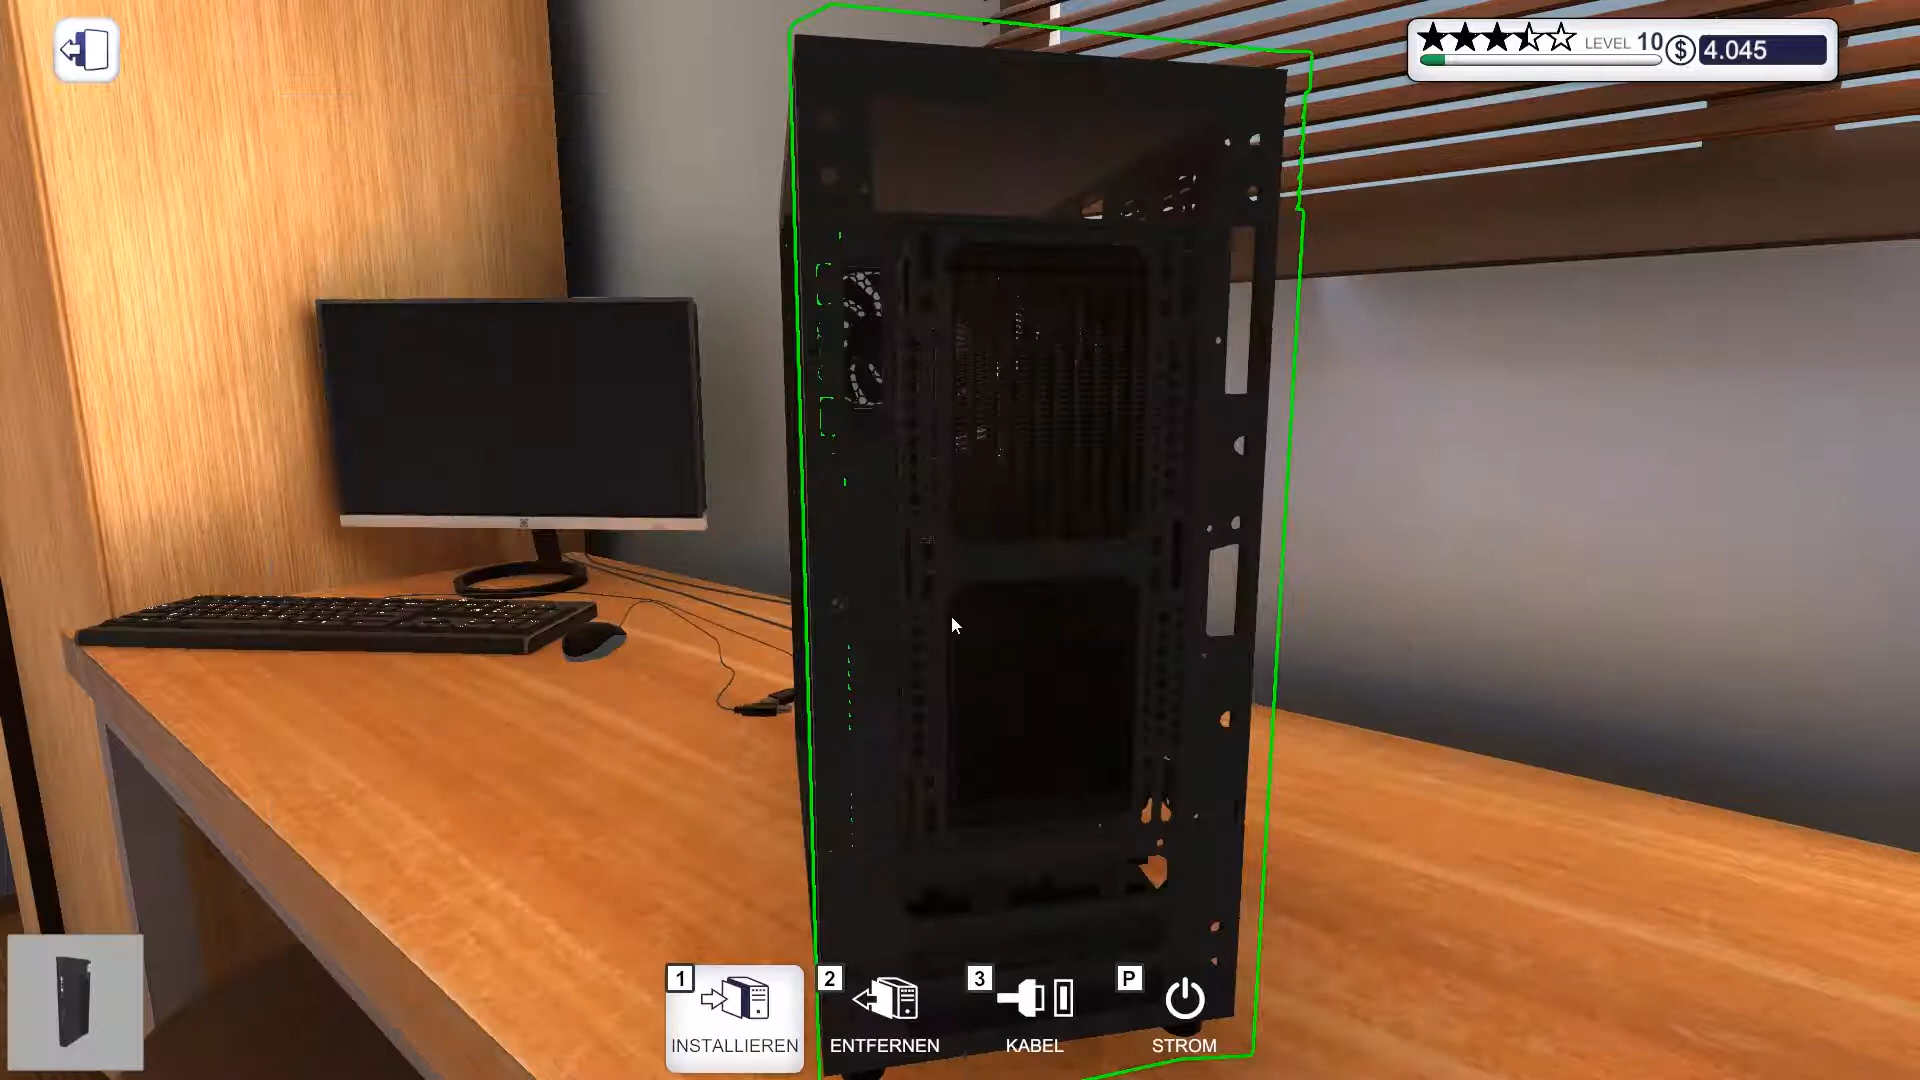 LEVEL 10
$ 4.045
1
INSTALLIEREN
2
ENTFERNEN
3
KABEL
P
STROM